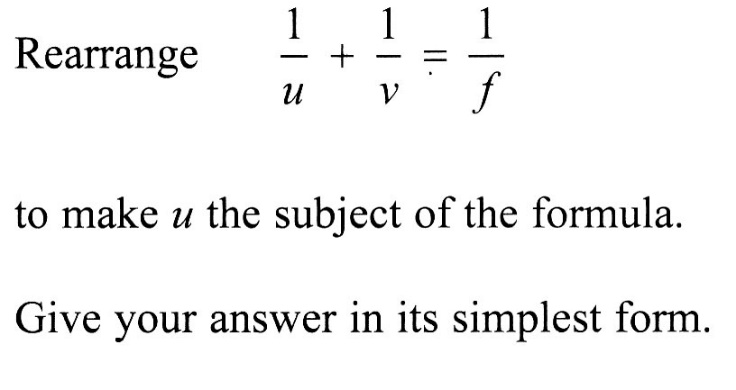 Rearrange 1/u + 1/v = 1/f
to make u the subject of the formula.
Give your answer in its simplest form.